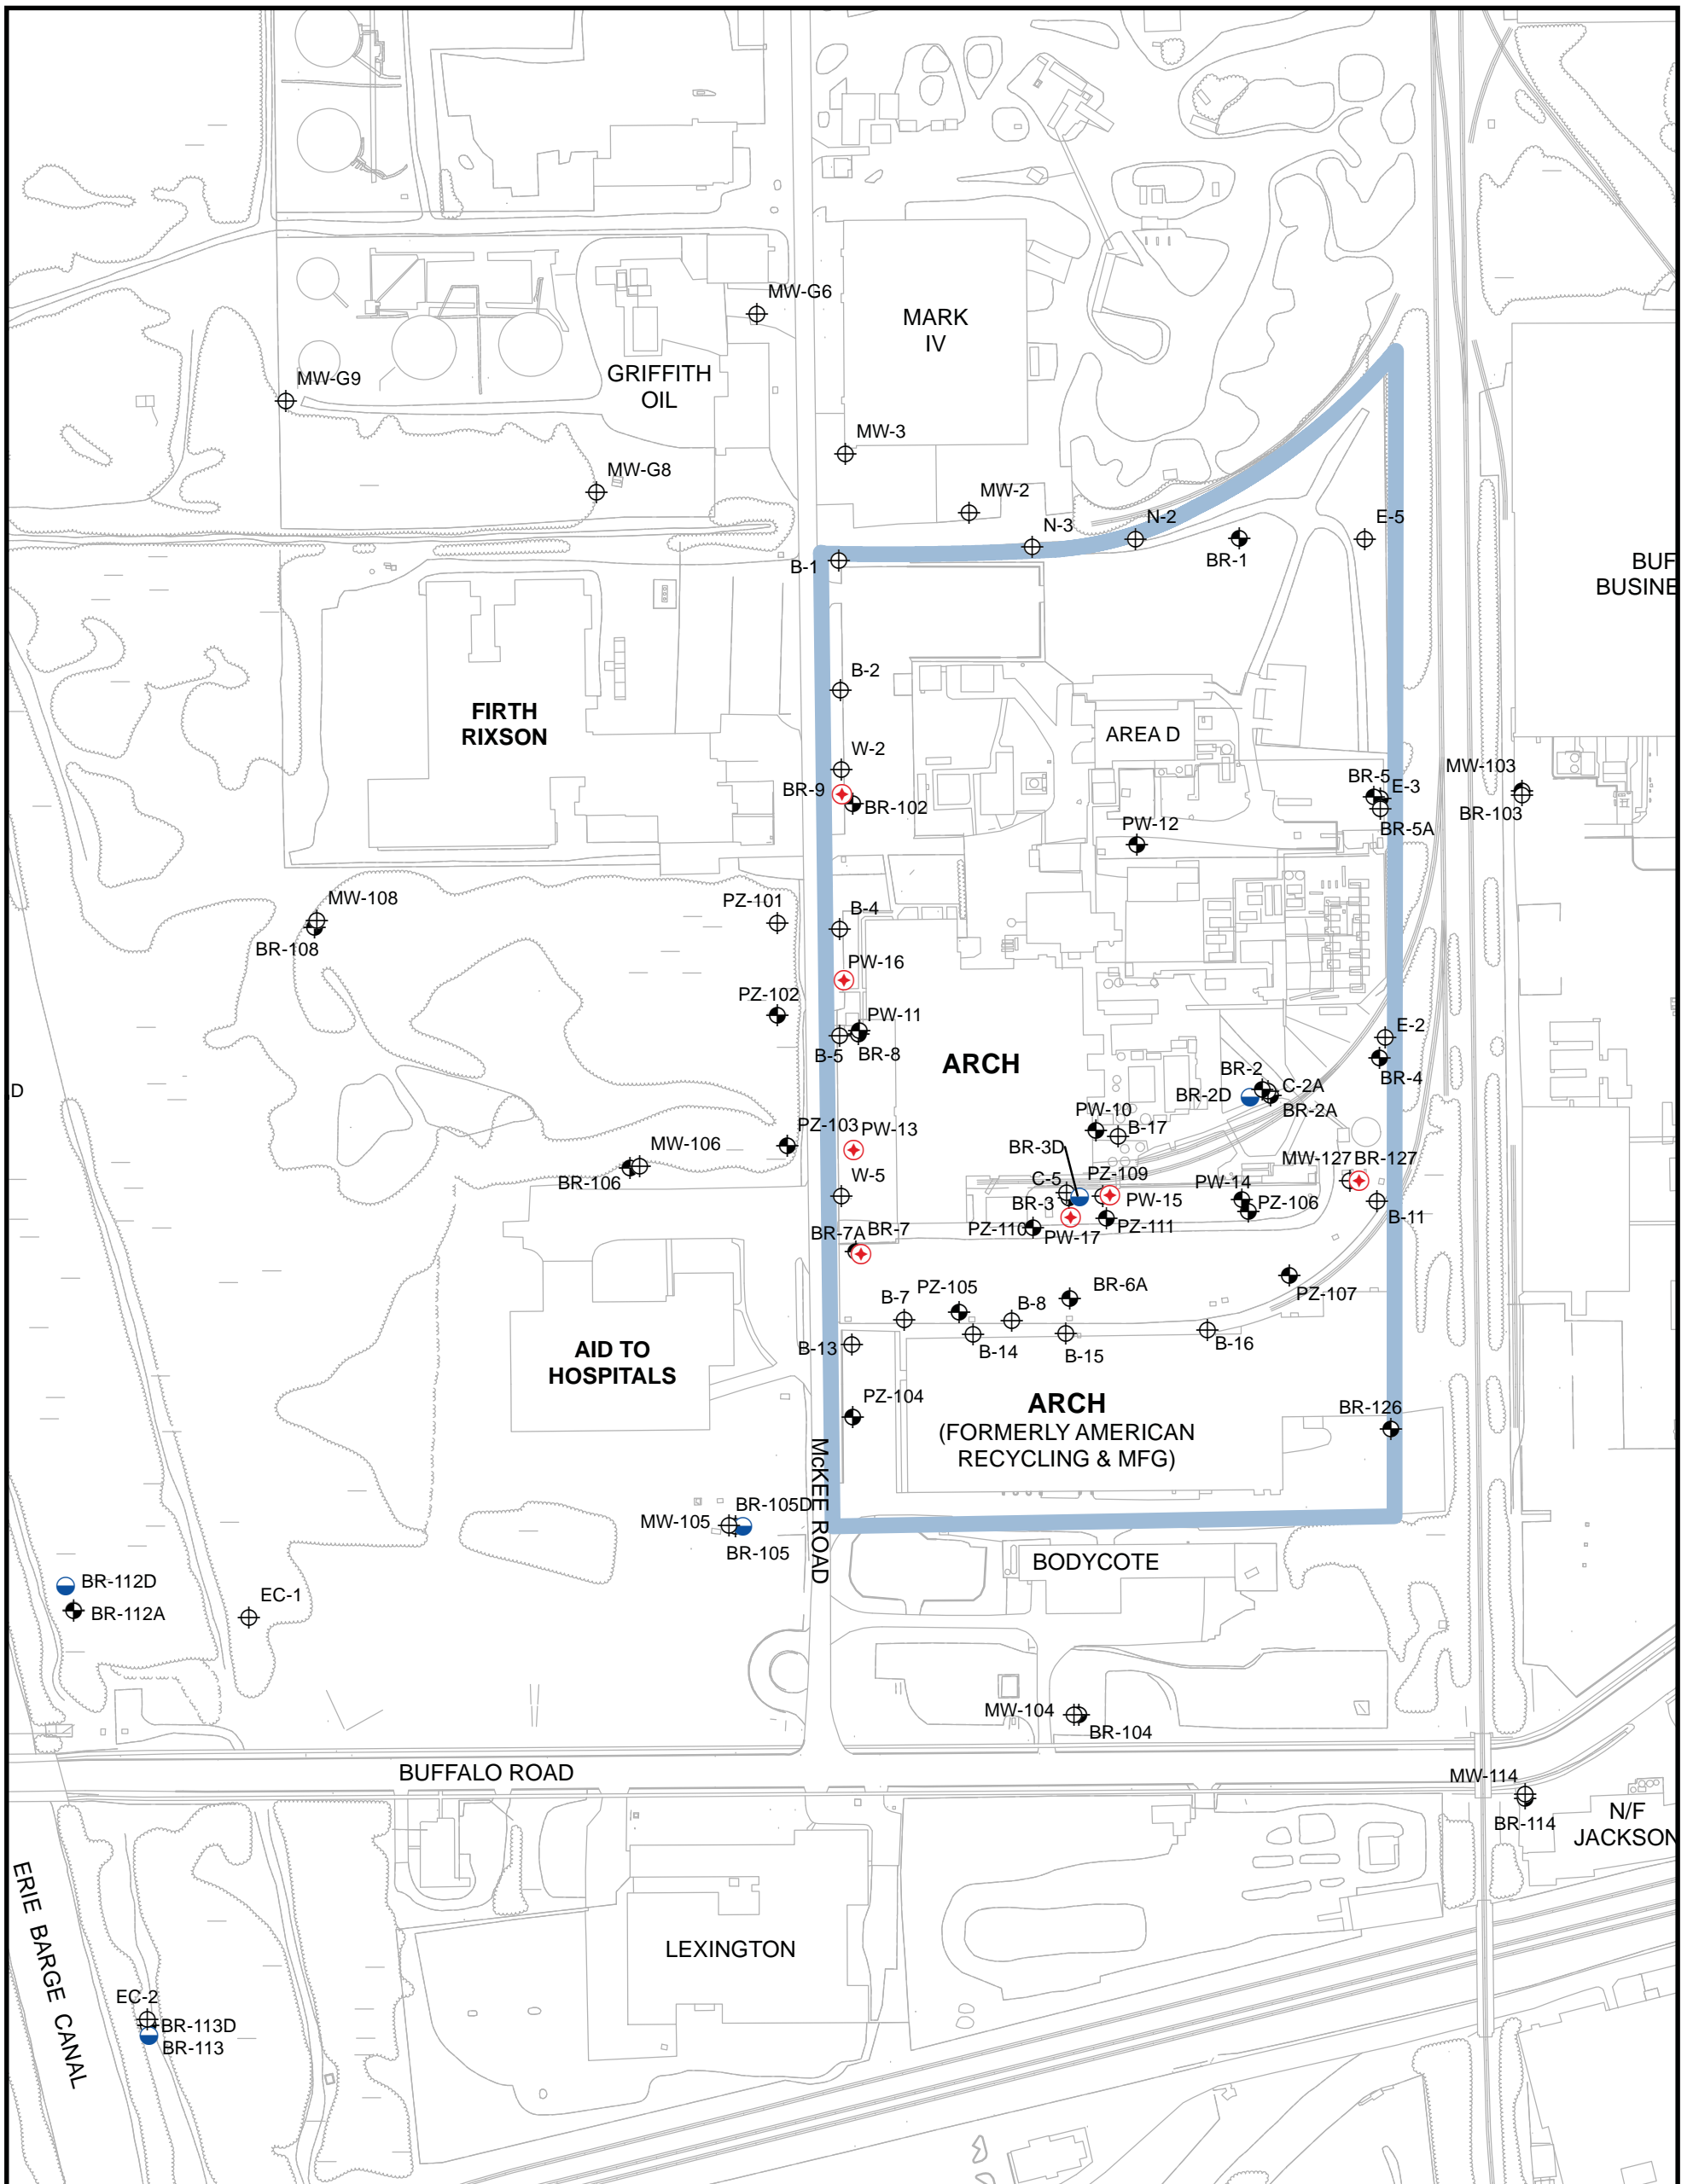 MW-G6
MARK
IV
MW-G9
GRIFFITH
OIL
MW-3
MW-G8
MW-2
N-3
N-2
E-5
BR-1
B-1
BUF
BUSINE
B-2
FIRTH
RIXSON
AREA D
W-2
MW-103
BR-5
E-3
BR-9
BR-102
BR-103
PW-12
BR-5A
MW-108
PZ-101
B-4
BR-108
PW-16
PZ-102
PW-11
E-2
B-5
BR-8
ARCH
BR-2
BR-4
D
C-2A
BR-2D
BR-2A
PW-10
B-17
PZ-103
PW-13
MW-106
BR-3D
MW-127
BR-127
BR-106
W-5
C-5
PZ-109
PW-14
BR-3
PW-15
PZ-106
B-11
BR-7A
BR-7
PZ-110
PW-17
PZ-111
PZ-105
BR-6A
PZ-107
B-7
B-8
B-13
B-14
B-15
B-16
AID TO
HOSPITALS
PZ-104
ARCH
(FORMERLY AMERICAN
RECYCLING & MFG)
BR-126
McKEE ROAD
BR-105D
MW-105
BR-105
BODYCOTE
BR-112D
BR-112A
EC-1
MW-104
BR-104
BUFFALO ROAD
MW-114
BR-114
N/F
JACKSON
ERIE BARGE CANAL
LEXINGTON
EC-2
BR-113D
BR-113